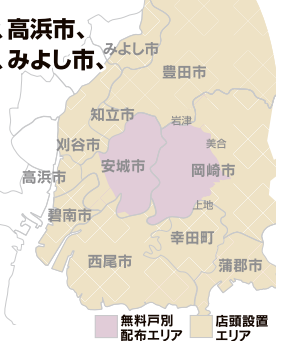 、高浜市、
、みよし市、
みよし市
豊田市
知立市
岩津
刈谷市
美合
安城市
岡崎市
高浜市
上地
碧南市
幸田町
西尾市
蒲郡市
無料戸別
配布エリア
店頭設置
エリア